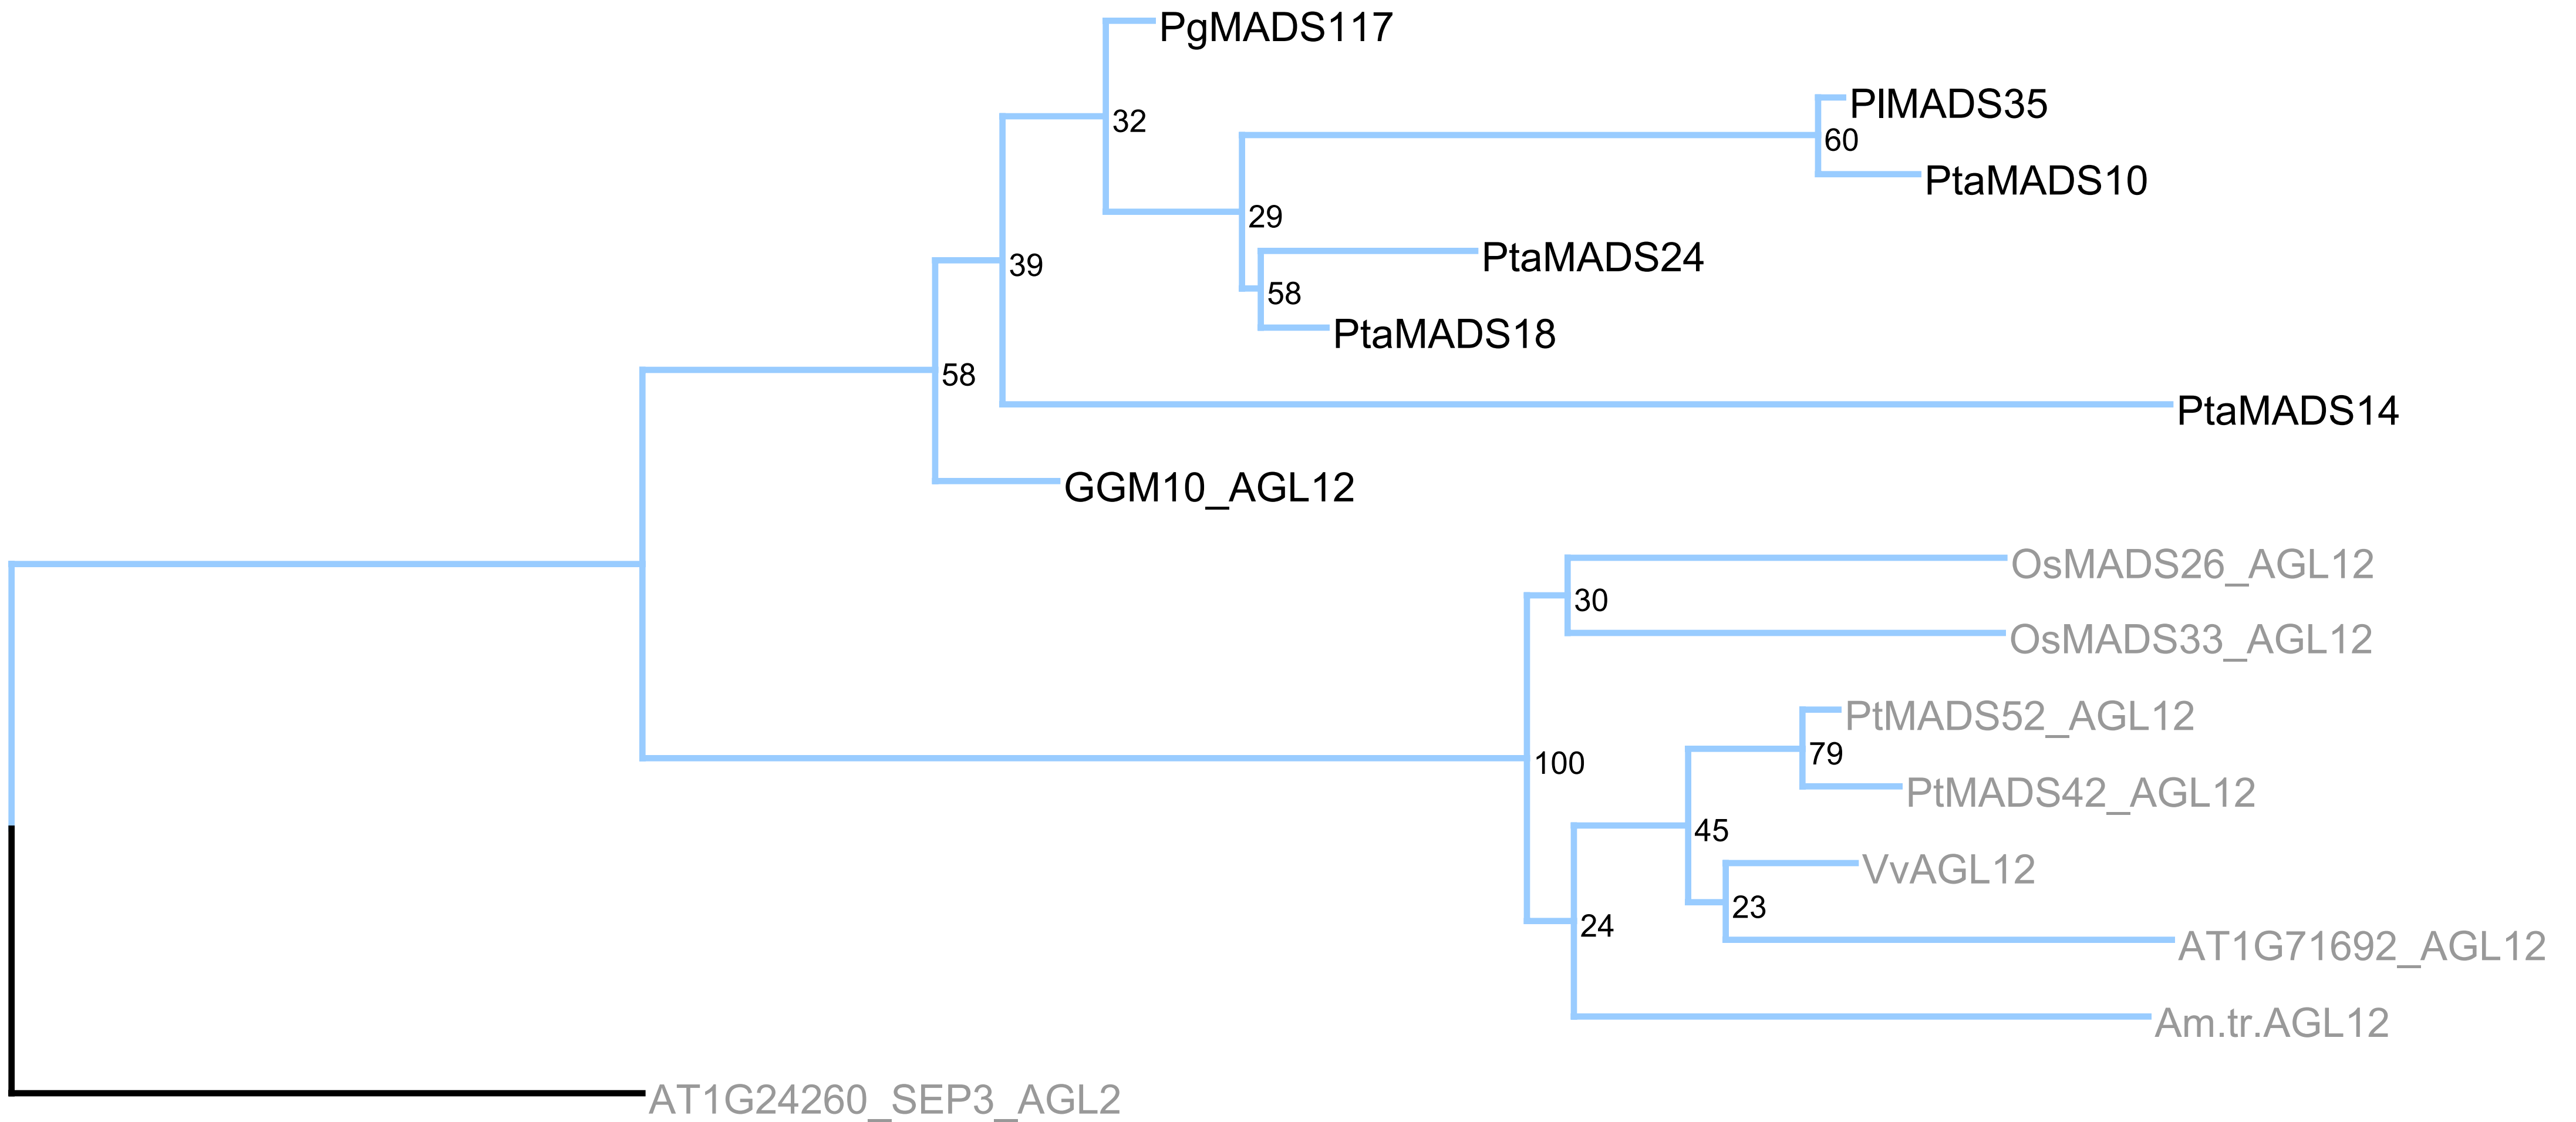 PgMADS117
32
PlMADS35
60
PtaMADS10
29
PtaMADS24
39
58
PtaMADS18
58
PtaMADS14
GGM10_AGL12
OsMADS26_AGL12
30
OsMADS33_AGL12
PtMADS52_AGL12
79
100
PtMADS42_AGL12
45
VvAGL12
23
24
AT1G71692_AGL12
Am.tr.AGL12
AT1G24260_SEP3_AGL2